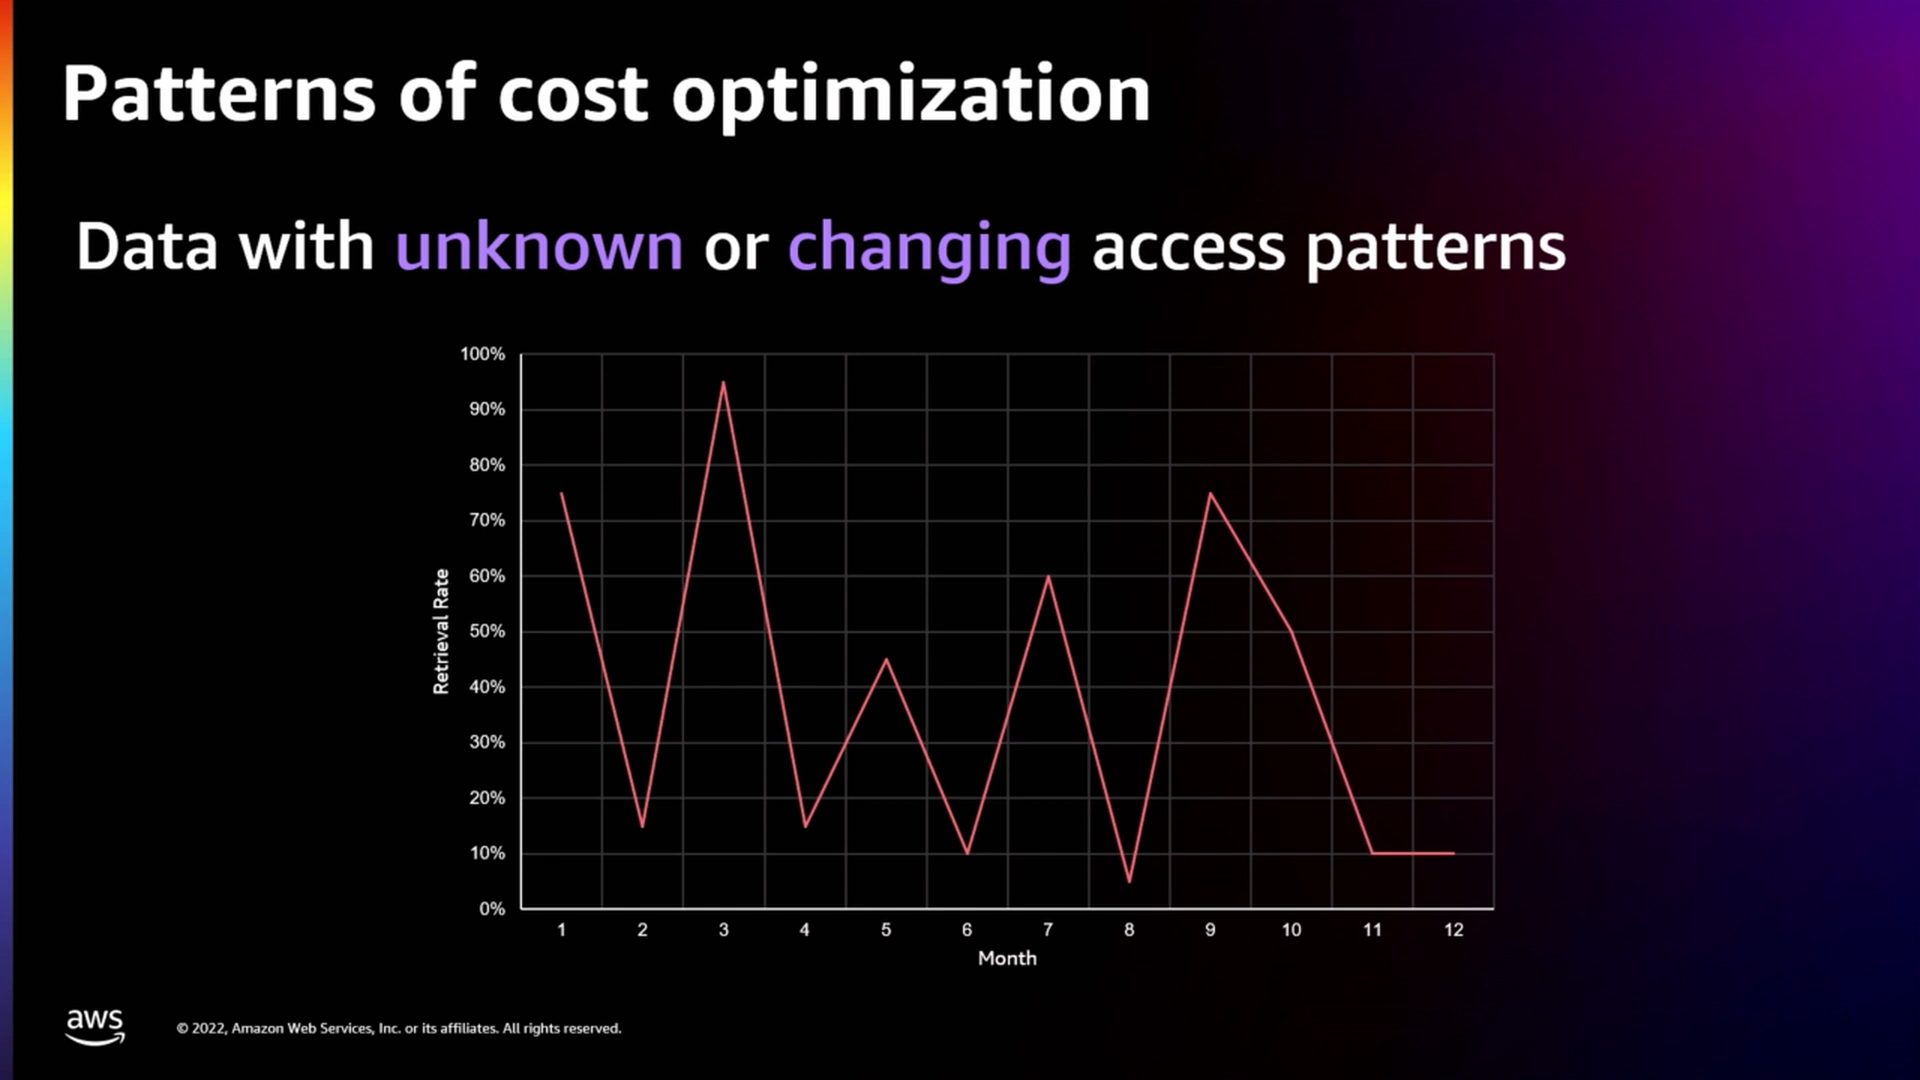 Patterns of cost optimization
Data with unknown or changing access patterns
100%
90%
80%
70%
60%
50%
40%
30%
20%
10%
0%
Retrieval Rate
1 2 3 4 5 6 7 8 9 10 11 12
Month
aws
© 2022, Amazon Web Services, Inc. or its affiliates. All rights reserved.